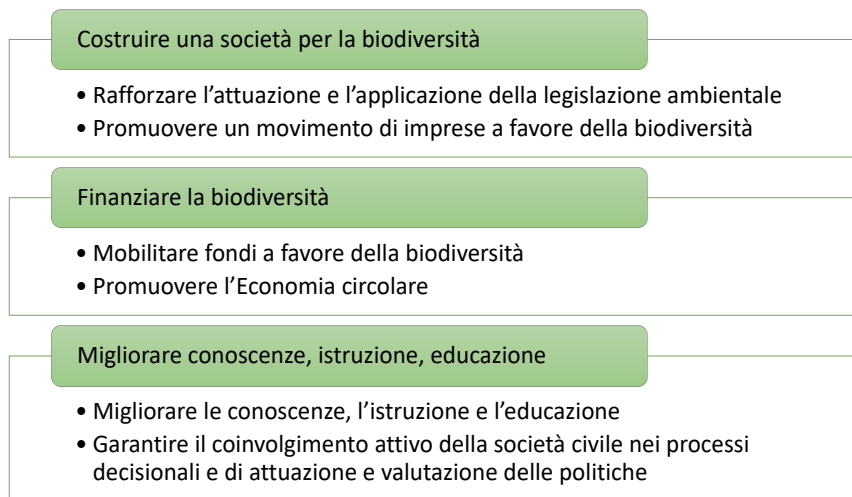 Costruire una società per la biodiversità
• Rafforzare l’attuazione e l’applicazione della legislazione ambientale
• Promuovere un movimento di imprese a favore della biodiversità
Finanziare la biodiversità
• Mobilitare fondi a favore della biodiversità
• Promuovere l’Economia circolare
Migliorare conoscenze, istruzione, educazione
• Migliorare le conoscenze, l’istruzione e l’educazione
• Garantire il coinvolgimento attivo della società civile nei processi
decisionali e di attuazione e valutazione delle politiche